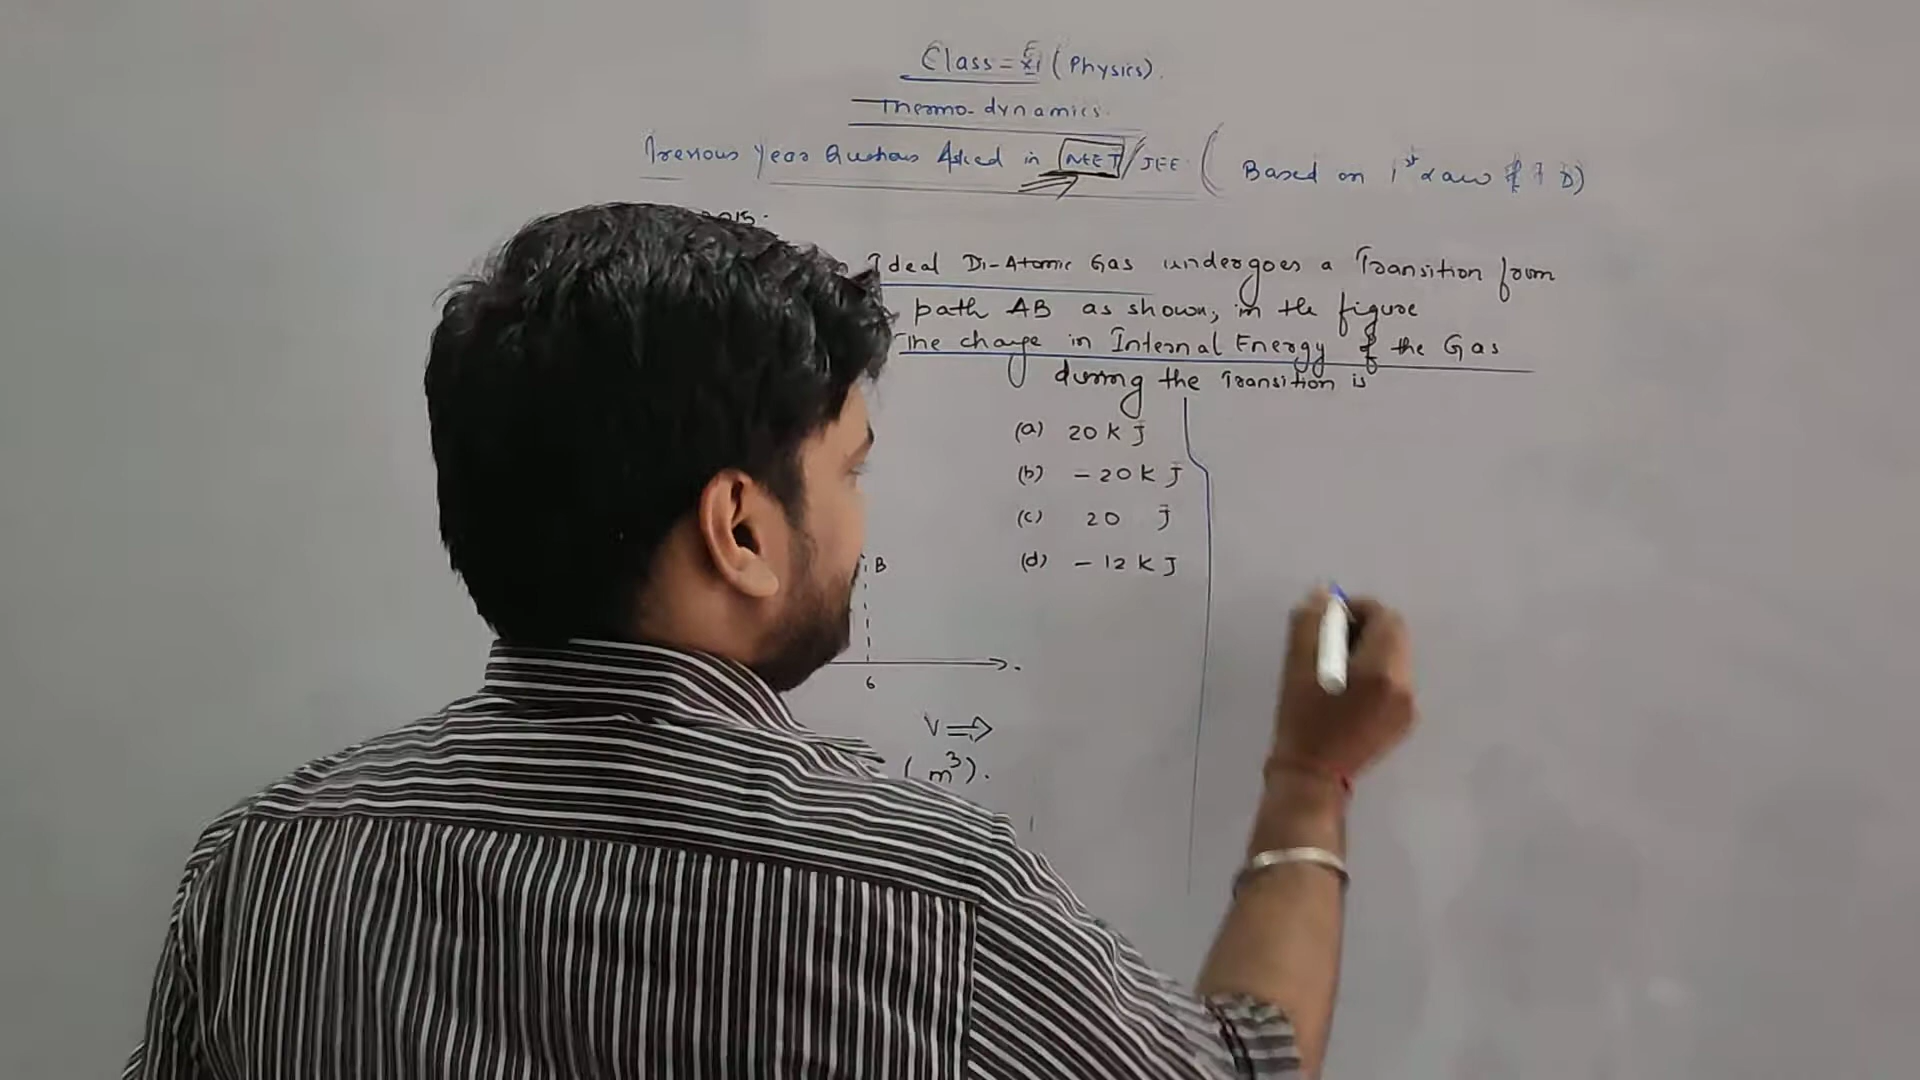 Class = XI (Physics).
Thermo-dynamics.
Previous Year Questions Asked in NEET/JEE ( Based on 1st Law of T D)
2015.
Ideal Di-Atomic Gas undergoes a Transition from
path AB as shown, in the figure
The change in Internal Energy of the Gas
during the Transition is
(a) 20 KJ
(b) - 20 KJ
(c) 20 J
(d) - 12 KJ
B
6
V ⇒
(m³).